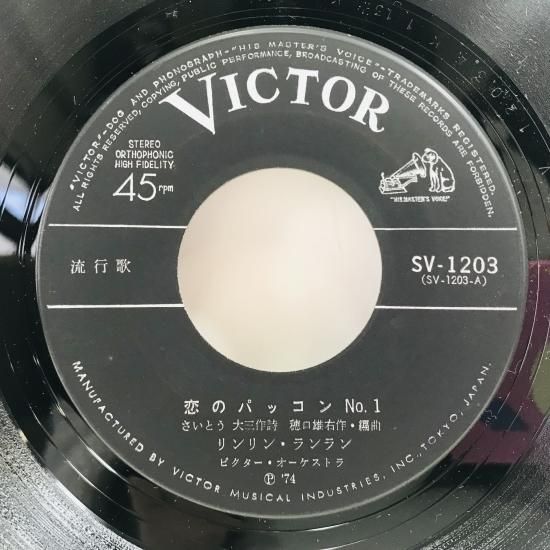 "VICTOR"–DOG AND PHONOGRAPH–"HIS MASTER'S VOICE"–TRADEMARKS REGISTERED.
ALL RIGHTS RESERVED, COPYING, PUBLIC PERFORMANCE, BROADCASTING OF THESE RECORDS ARE FORBIDDEN.
VICTOR
STEREO
ORTHOPHONIC
HIGH FIDELITY
45 rpm
"HIS MASTER'S VOICE"
流行歌
SV-1203
(SV-1203-A)
恋のパッコン No.1
さいとう 大三作詩 穂口雄右作・編曲
リンリン・ランラン
ビクター・オーケストラ
Ⓟ '74
MANUFACTURED BY VICTOR MUSICAL INDUSTRIES, INC. TOKYO, JAPAN.